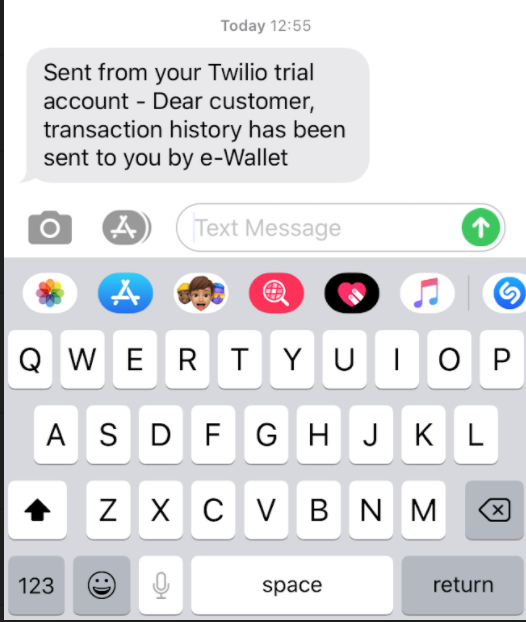 Today 12:55
Sent from your Twilio trial
account - Dear customer,
transaction history has been
sent to you by e-Wallet
Text Message
Q W E R T Y U I O P
A S D F G H J K L
Z X C V B N M
123 space return